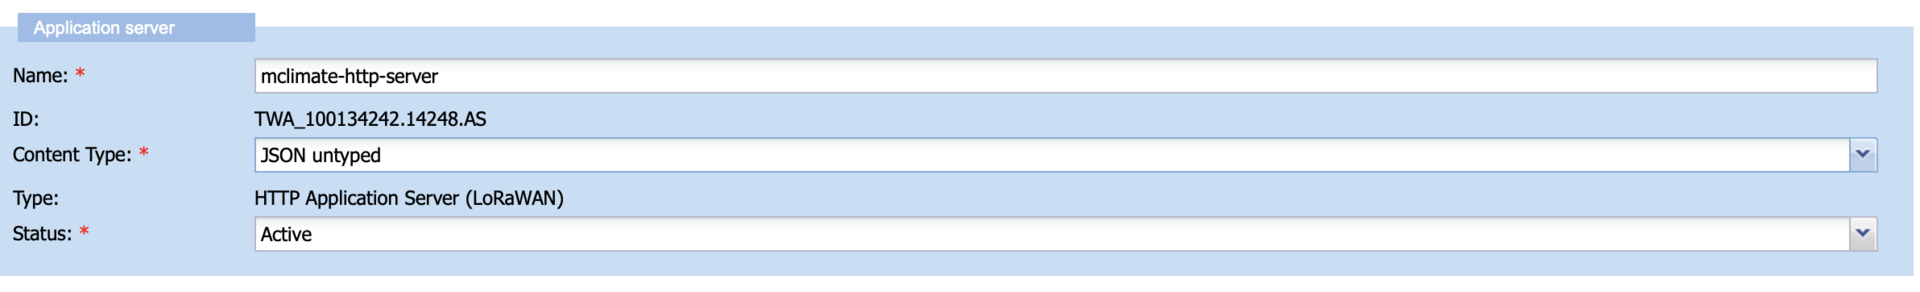 Application server
Name: *
mclimate-http-server
ID:
TWA_100134242.14248.AS
Content Type: *
JSON untyped
Type:
HTTP Application Server (LoRaWAN)
Status: *
Active